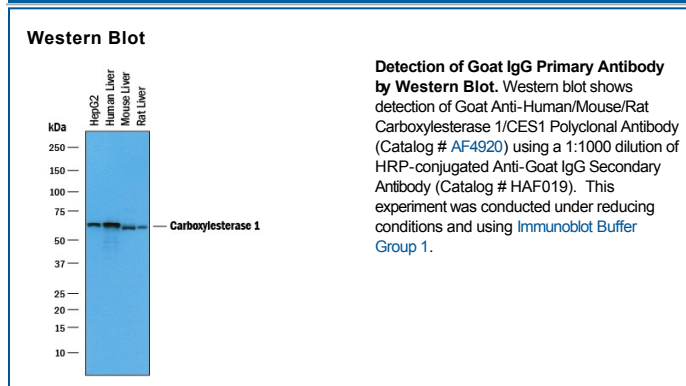 Western Blot
HepG2
Human Liver
Mouse Liver
Rat Liver
kDa
250
150
100
75
50
37
25
20
15
10
Carboxylesterase 1
Detection of Goat IgG Primary Antibody
by Western Blot. Western blot shows
detection of Goat Anti-Human/Mouse/Rat
Carboxylesterase 1/CES1 Polyclonal Antibody
(Catalog # AF4920) using a 1:1000 dilution of
HRP-conjugated Anti-Goat IgG Secondary
Antibody (Catalog # HAF019). This
experiment was conducted under reducing
conditions and using Immunoblot Buffer
Group 1.